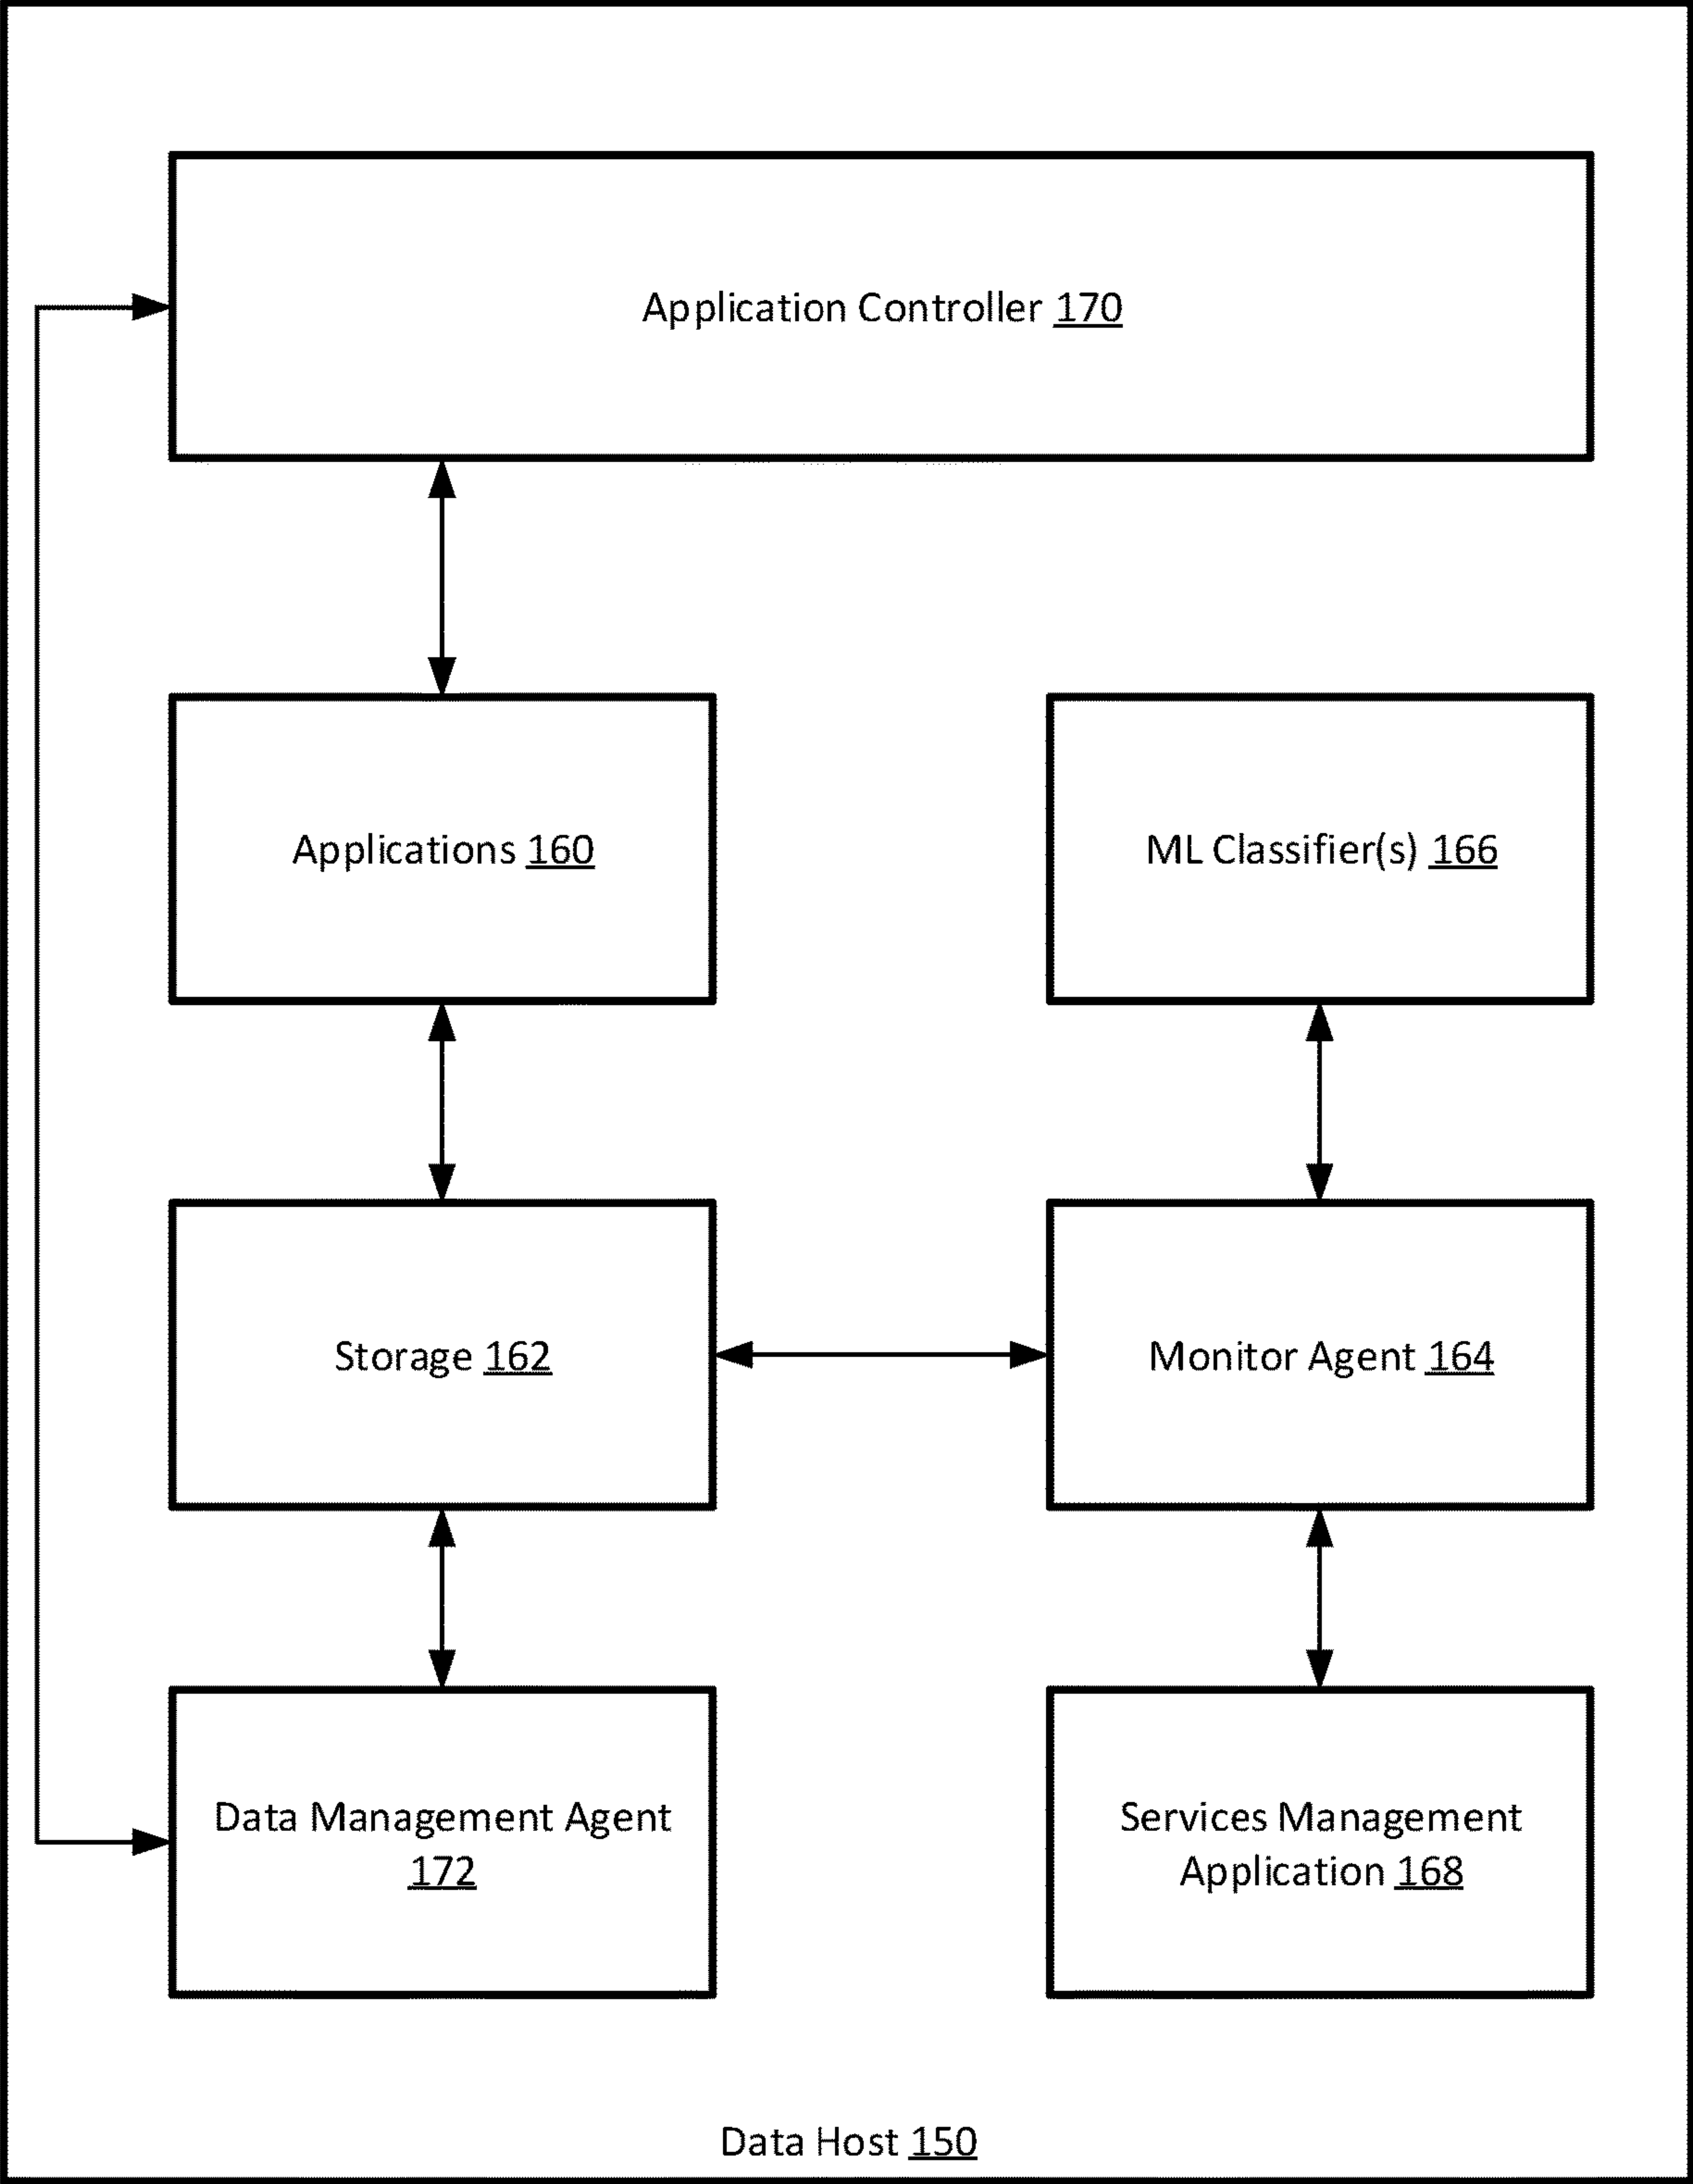 Application Controller 170
Applications 160
ML Classifier(s) 166
Storage 162
Monitor Agent 164
Data Management Agent
172
Services Management
Application 168
Data Host 150